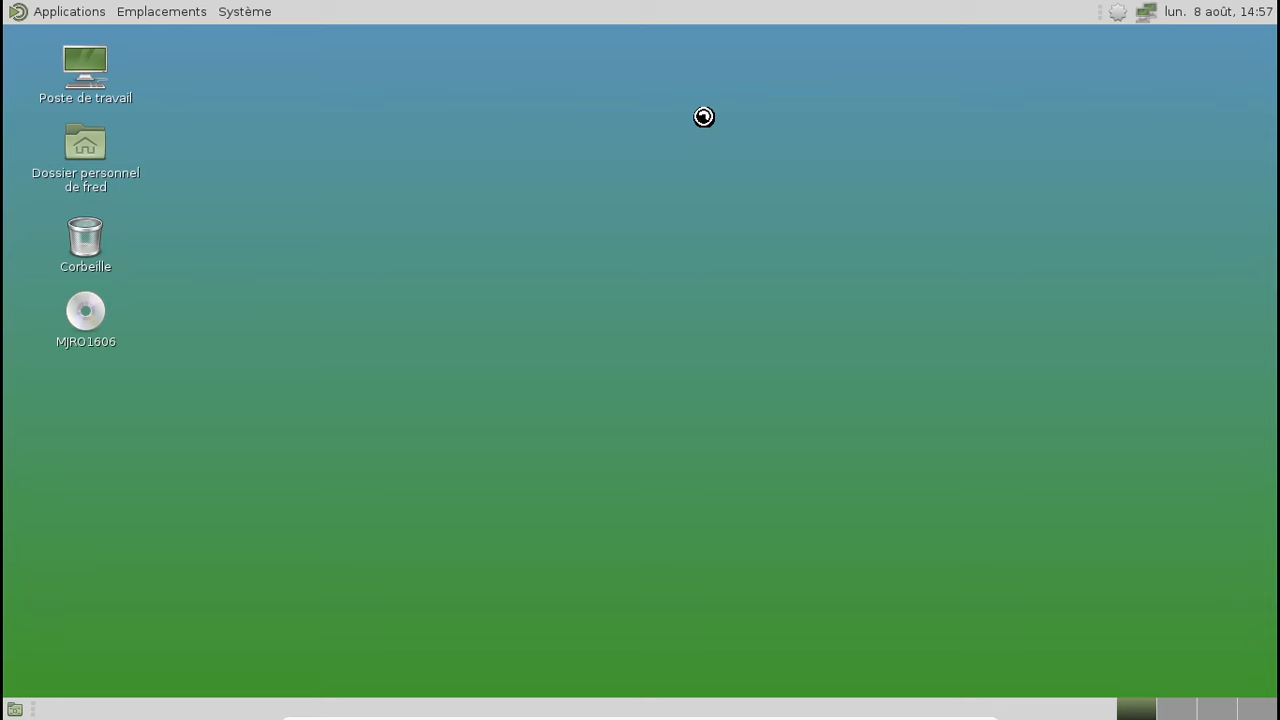 Applications Emplacements Système lun. 8 août, 14:57
Poste de travail
Dossier personnel
de fred
Corbeille
MJRO1606